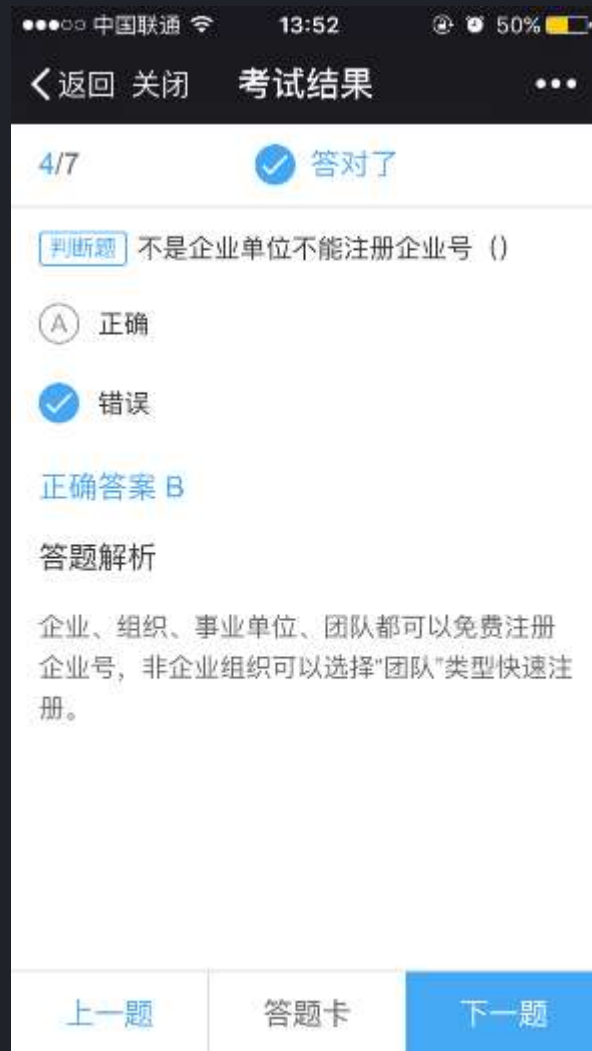 中国联通 13:52 50%
返回 关闭 考试结果
4/7 答对了
判断题 不是企业单位不能注册企业号（）
A 正确
错误
正确答案 B
答题解析
企业、组织、事业单位、团队都可以免费注册
企业号，非企业组织可以选择“团队”类型快速注
册。
上一题 答题卡 下一题